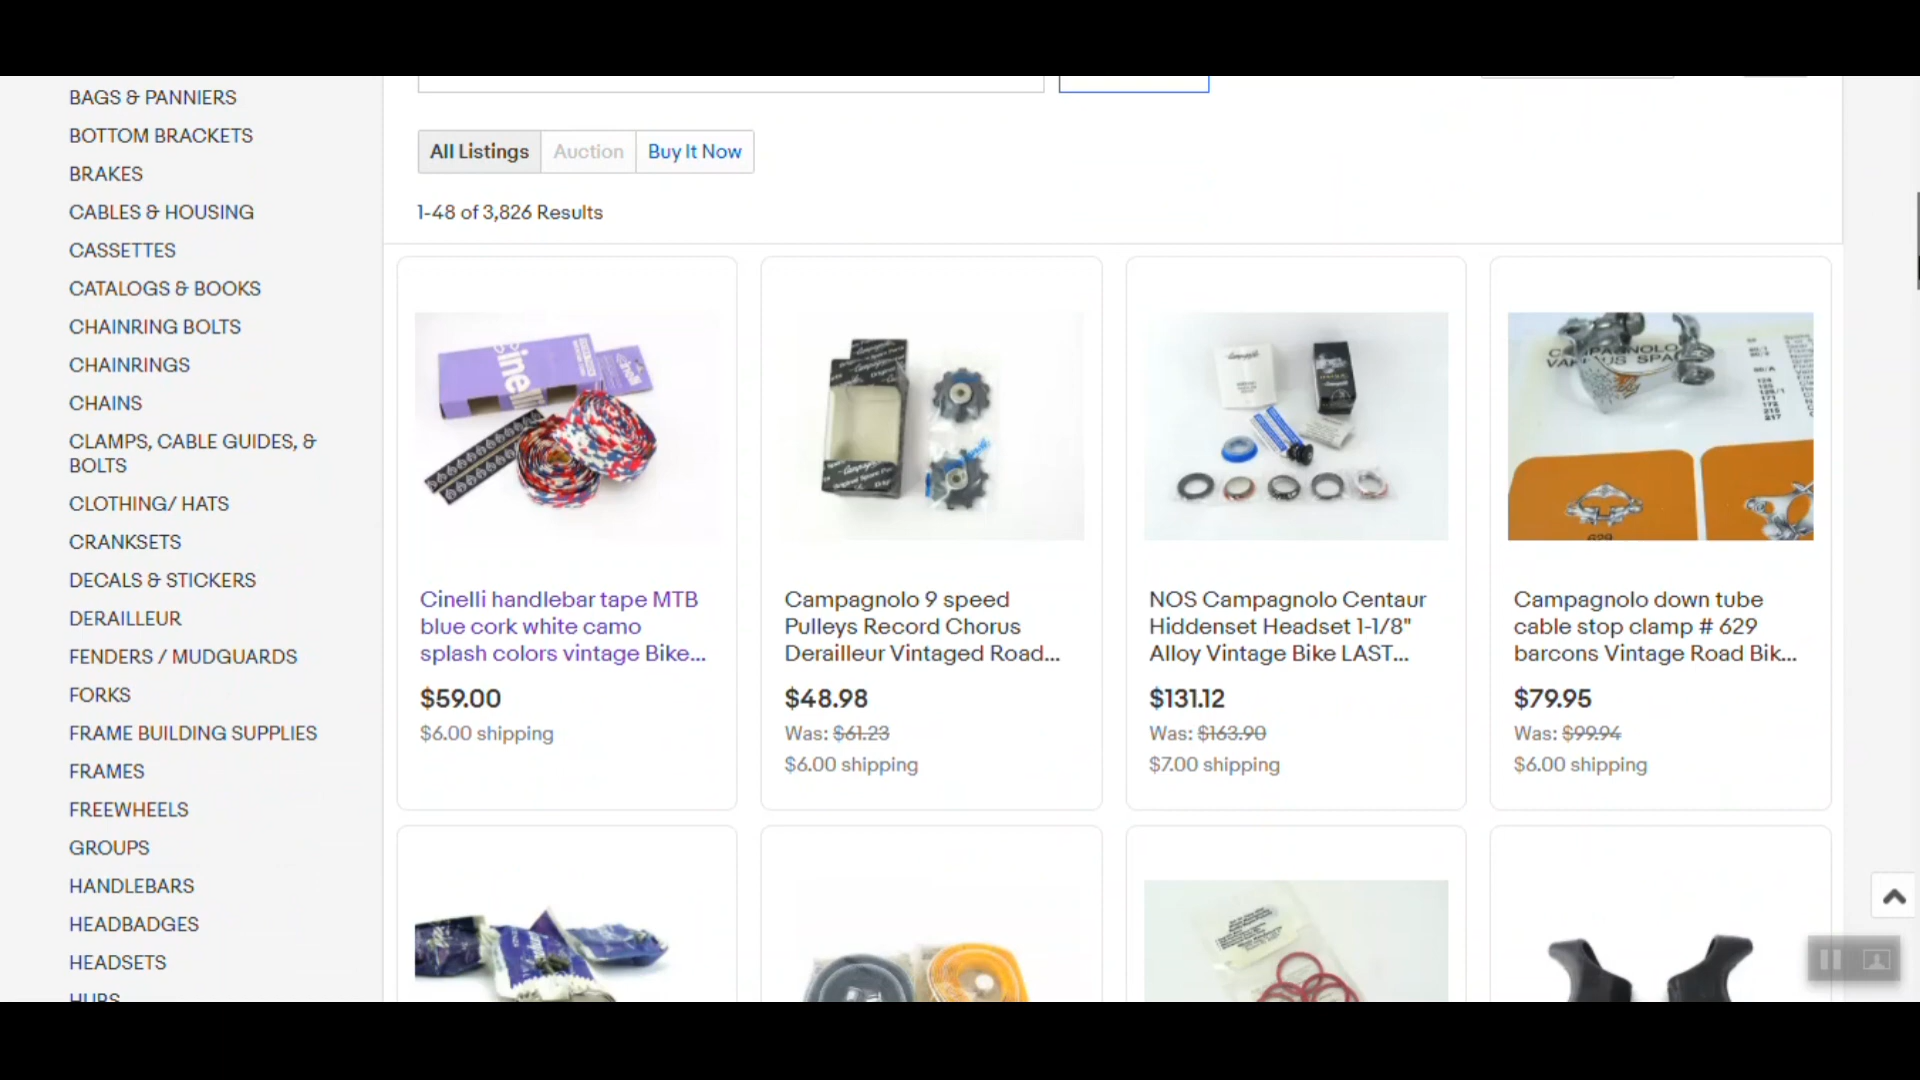 BAGS & PANNIERS
BOTTOM BRACKETS
BRAKES
CABLES & HOUSING
CASSETTES
CATALOGS & BOOKS
CHAINRING BOLTS
CHAINRINGS
CHAINS
CLAMPS, CABLE GUIDES, &
BOLTS
CLOTHING/ HATS
CRANKSETS
DECALS & STICKERS
DERAILLEUR
FENDERS / MUDGUARDS
FORKS
FRAME BUILDING SUPPLIES
FRAMES
FREEWHEELS
GROUPS
HANDLEBARS
HEADBADGES
HEADSETS
HUBS
All Listings
Auction
Buy It Now
1-48 of 3,826 Results
Cinelli handlebar tape MTB
blue cork white camo
splash colors vintage Bike...
$59.00
$6.00 shipping
Campagnolo 9 speed
Pulleys Record Chorus
Derailleur Vintaged Road...
$48.98
Was: $61.23
$6.00 shipping
NOS Campagnolo Centaur
Hiddenset Headset 1-1/8"
Alloy Vintage Bike LAST...
$131.12
Was: $163.90
$7.00 shipping
CAMPAGNOLO
Campagnolo down tube
cable stop clamp # 629
barcons Vintage Road Bik...
$79.95
Was: $99.94
$6.00 shipping